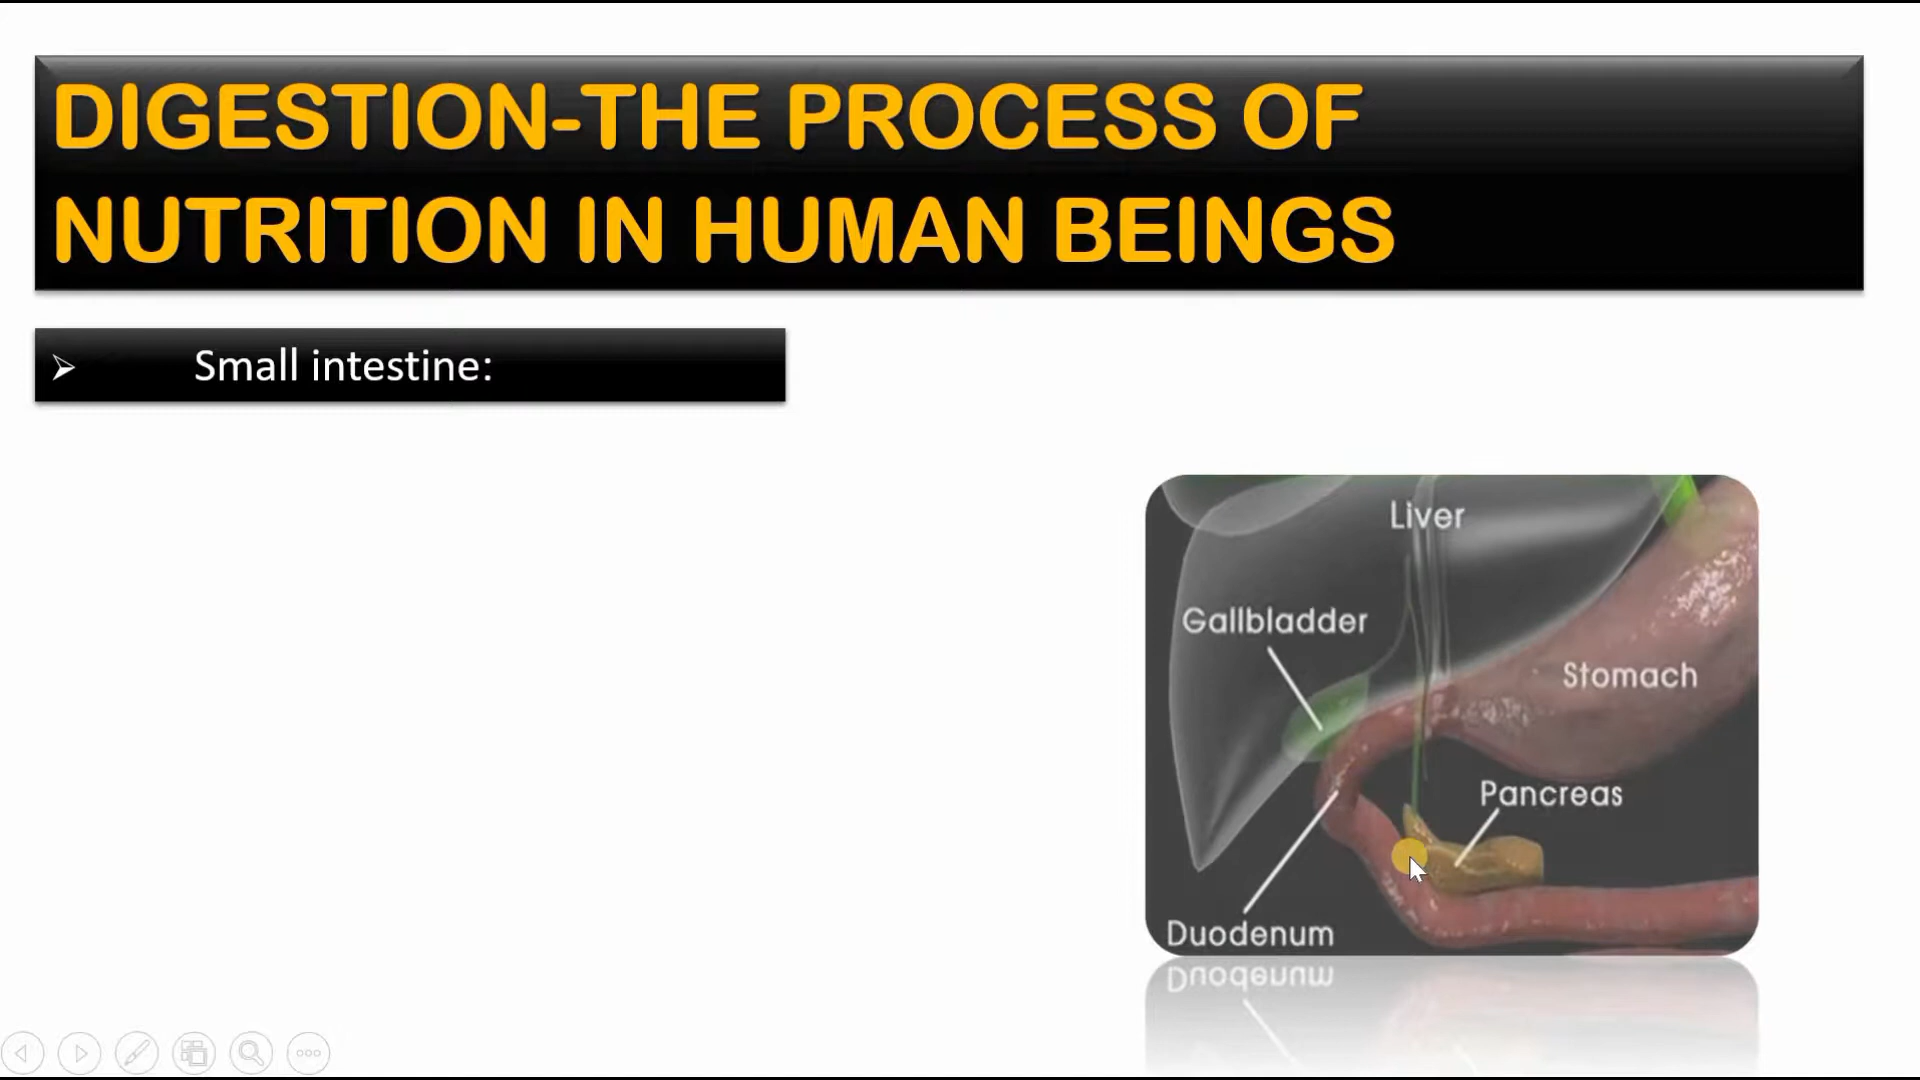 DIGESTION-THE PROCESS OF
NUTRITION IN HUMAN BEINGS
Small intestine:
Liver
Gallbladder
Stomach
Pancreas
Duodenum